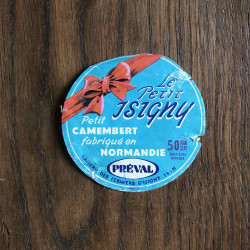 Le
Petit
ISIGNY
Petit
CAMEMBERT
fabriqué en
NORMANDIE
50
PRÉVAL